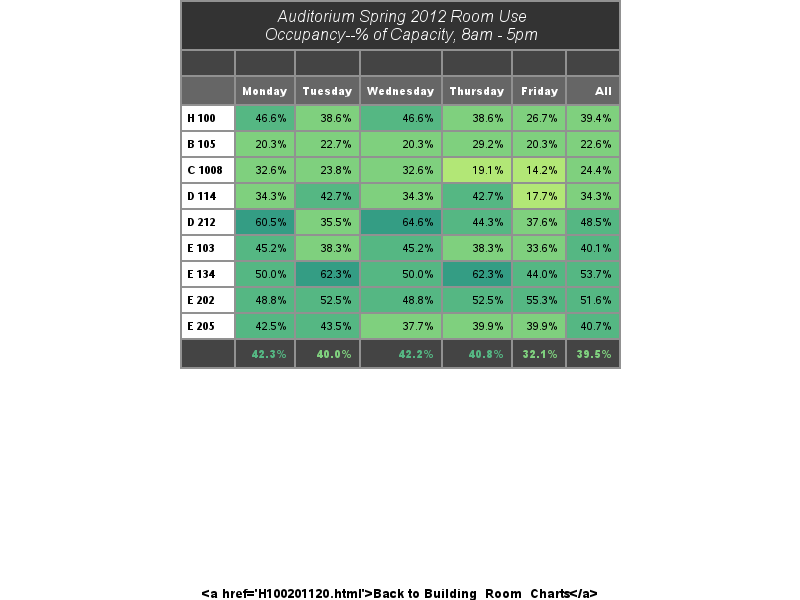 Auditorium Spring 2012 Room Use
Occupancy--% of Capacity, 8am - 5pm
Monday Tuesday Wednesday Thursday Friday All
H 100 46.6% 38.6% 46.6% 38.6% 26.7% 39.4%
B 105 20.3% 22.7% 20.3% 29.2% 20.3% 22.6%
C 1008 32.6% 23.8% 32.6% 19.1% 14.2% 24.4%
D 114 34.3% 42.7% 34.3% 42.7% 17.7% 34.3%
D 212 60.5% 35.5% 64.6% 44.3% 37.6% 48.5%
E 103 45.2% 38.3% 45.2% 38.3% 33.6% 40.1%
E 134 50.0% 62.3% 50.0% 62.3% 44.0% 53.7%
E 202 48.8% 52.5% 48.8% 52.5% 55.3% 51.6%
E 205 42.5% 43.5% 37.7% 39.9% 39.9% 40.7%
42.3% 40.0% 42.2% 40.8% 32.1% 39.5%
<a href='H100201120.html'>Back to Building  Room  Charts</a>